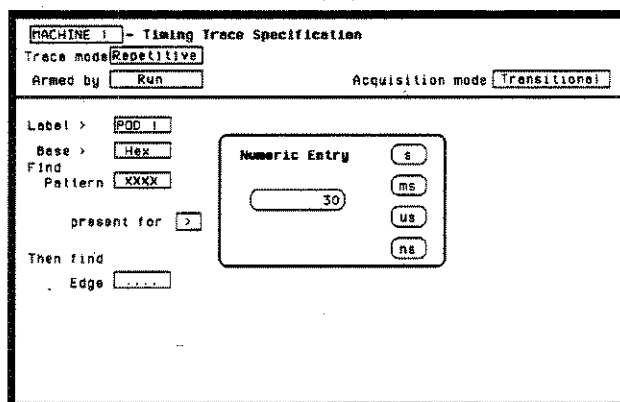 MACHINE 1 - Timing Trace Specification
Trace mode Repetitive
Armed by Run Acquisition mode Transitional
Label > POD 1
Base > Hex
Find
Pattern XXXX
present for >
Then find
Edge ....
Numeric Entry
30
s
ms
us
ns